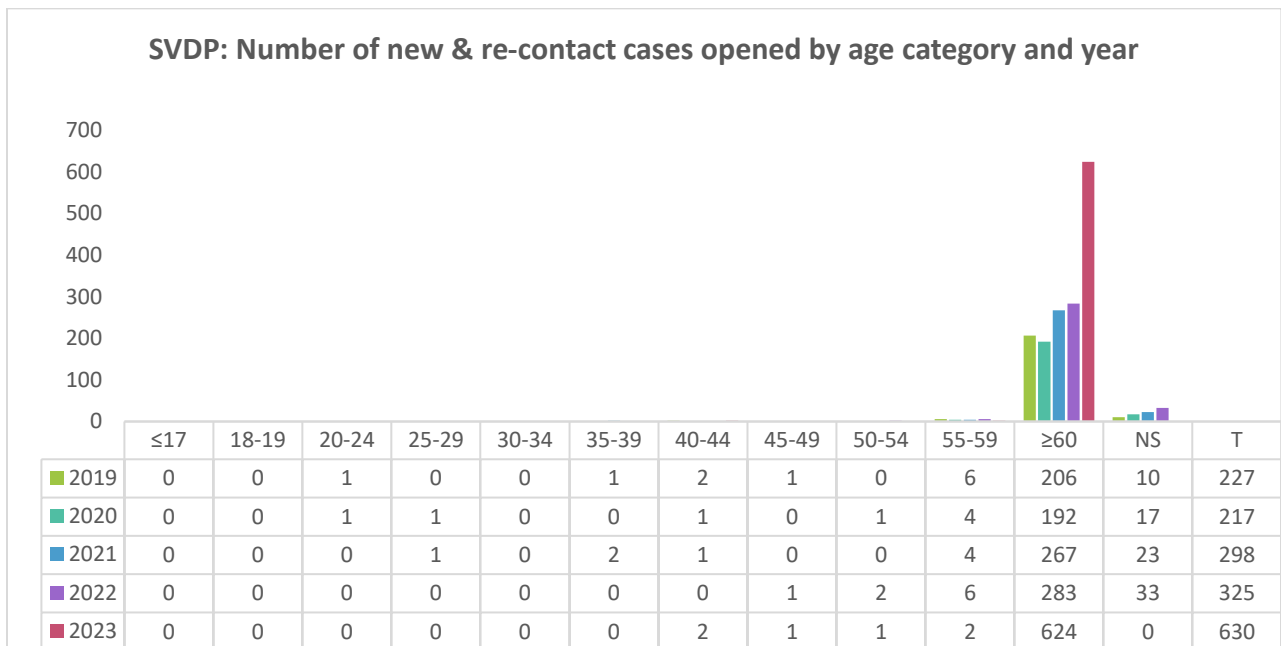 SVDP: Number of new & re-contact cases opened by age category and year
700
600
500
400
300
200
100
0
≤17 18-19 20-24 25-29 30-34 35-39 40-44 45-49 50-54 55-59 ≥60 NS T
2019 0 0 1 0 0 1 2 1 0 6 206 10 227
2020 0 0 1 1 0 0 1 0 1 4 192 17 217
2021 0 0 0 1 0 2 1 0 0 4 267 23 298
2022 0 0 0 0 0 0 0 1 2 6 283 33 325
2023 0 0 0 0 0 0 2 1 1 2 624 0 630